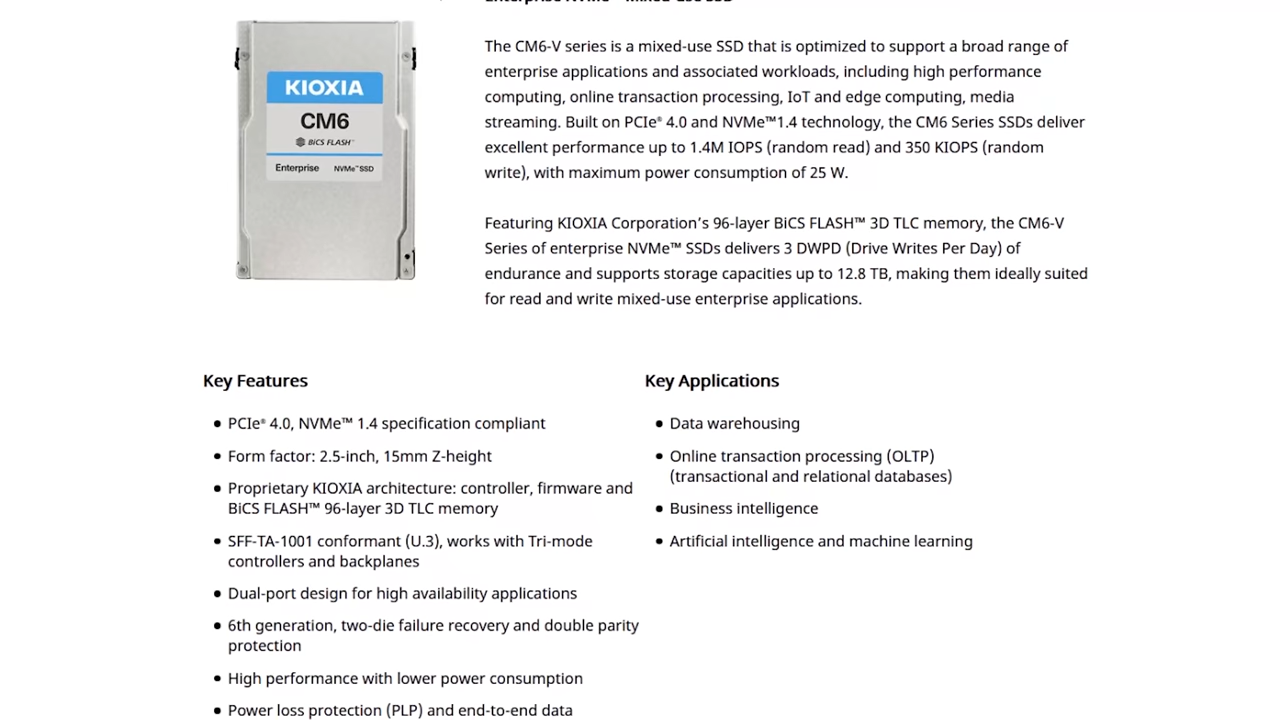 Enterprise NVMe™ Mixed-Use SSD
KIOXIA
CM6
BiCS FLASH™
Enterprise NVMe™SSD
The CM6-V series is a mixed-use SSD that is optimized to support a broad range of
enterprise applications and associated workloads, including high performance
computing, online transaction processing, IoT and edge computing, media
streaming. Built on PCIe® 4.0 and NVMe™1.4 technology, the CM6 Series SSDs deliver
excellent performance up to 1.4M IOPS (random read) and 350 KIOPS (random
write), with maximum power consumption of 25 W.
Featuring KIOXIA Corporation’s 96-layer BiCS FLASH™ 3D TLC memory, the CM6-V
Series of enterprise NVMe™ SSDs delivers 3 DWPD (Drive Writes Per Day) of
endurance and supports storage capacities up to 12.8 TB, making them ideally suited
for read and write mixed-use enterprise applications.
Key Features
• PCIe® 4.0, NVMe™ 1.4 specification compliant
• Form factor: 2.5-inch, 15mm Z-height
• Proprietary KIOXIA architecture: controller, firmware and
BiCS FLASH™ 96-layer 3D TLC memory
• SFF-TA-1001 conformant (U.3), works with Tri-mode
controllers and backplanes
• Dual-port design for high availability applications
• 6th generation, two-die failure recovery and double parity
protection
• High performance with lower power consumption
• Power loss protection (PLP) and end-to-end data
Key Applications
• Data warehousing
• Online transaction processing (OLTP)
(transactional and relational databases)
• Business intelligence
• Artificial intelligence and machine learning